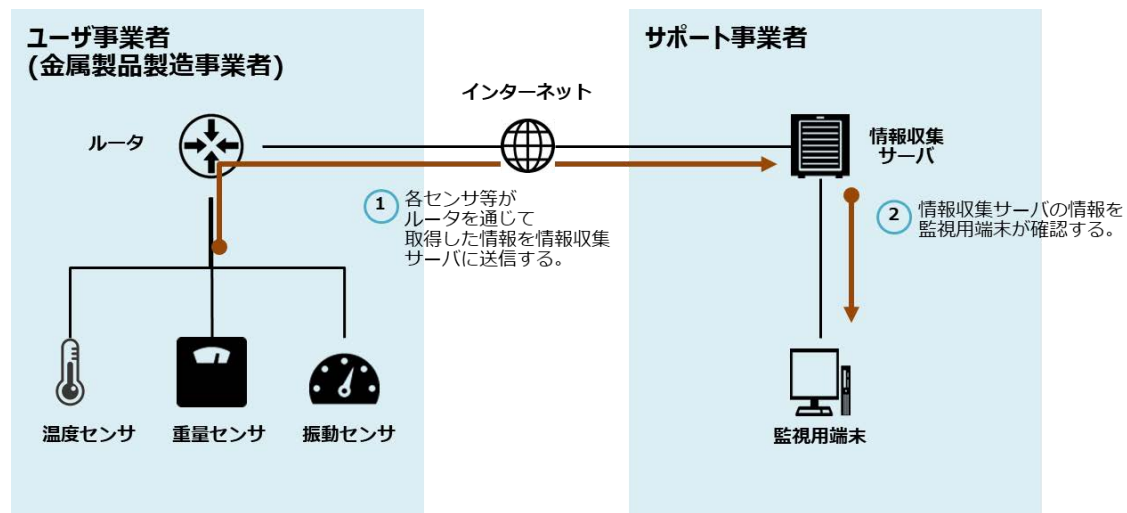 ユーザ事業者
(金属製品製造事業者)
サポート事業者
インターネット
ルータ
情報収集
サーバ
1
各センサ等が
ルータを通じて
取得した情報を情報収集
サーバに送信する。
2
情報収集サーバの情報を
監視用端末が確認する。
温度センサ
重量センサ
振動センサ
監視用端末